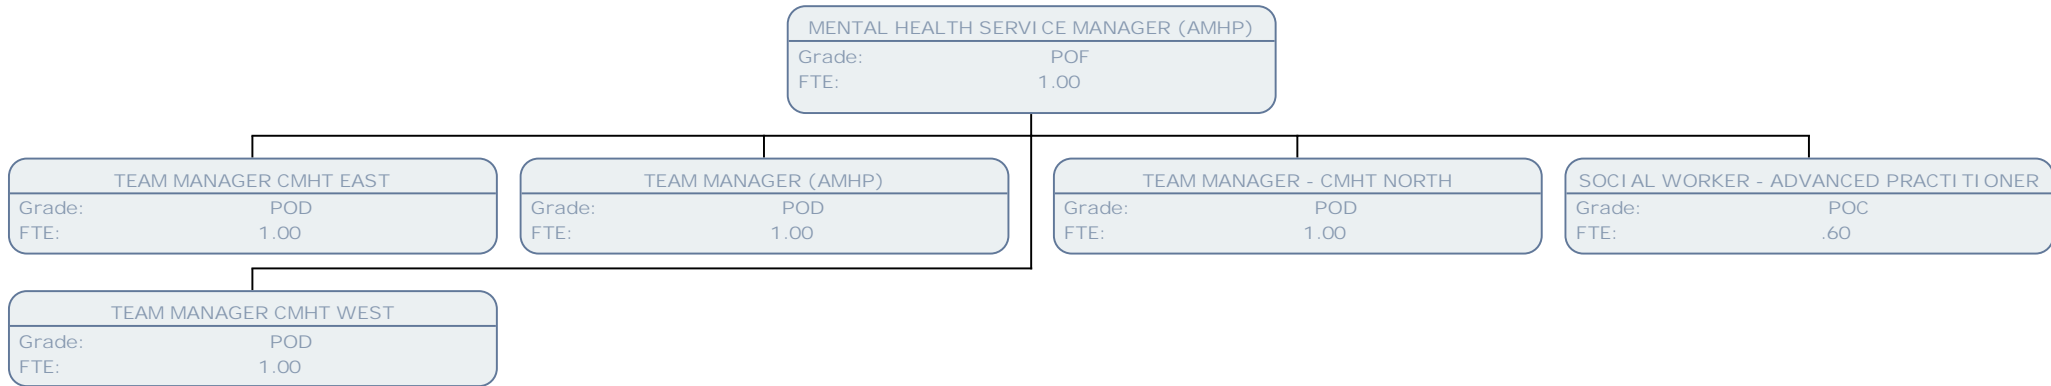 MENTAL HEALTH SERVICE MANAGER (AMHP)
Grade: POF
FTE: 1.00
TEAM MANAGER CMHT EAST
Grade: POD
FTE: 1.00
TEAM MANAGER (AMHP)
Grade: POD
FTE: 1.00
TEAM MANAGER - CMHT NORTH
Grade: POD
FTE: 1.00
SOCIAL WORKER - ADVANCED PRACTITIONER
Grade: POC
FTE: .60
TEAM MANAGER CMHT WEST
Grade: POD
FTE: 1.00